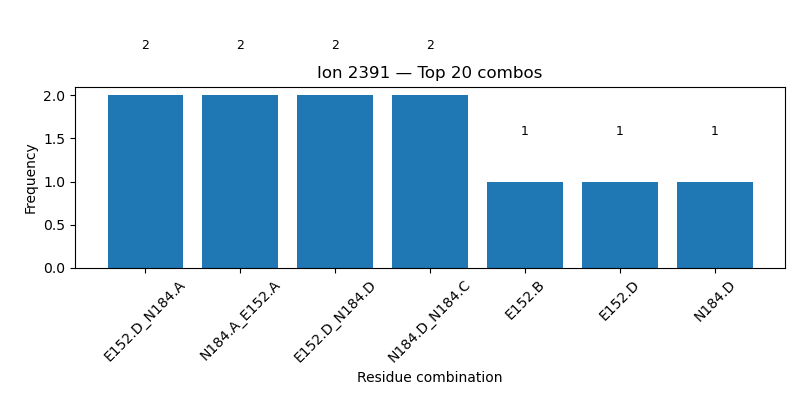 2 2 2 2
Ion 2391 — Top 20 combos
2.0
1.5
1.0
0.5
0.0
Frequency
1 1 1
E152.D_N184.A
N184.A_E152.A
E152.D_N184.D
N184.D_N184.C
E152.B
E152.D
N184.D
Residue combination